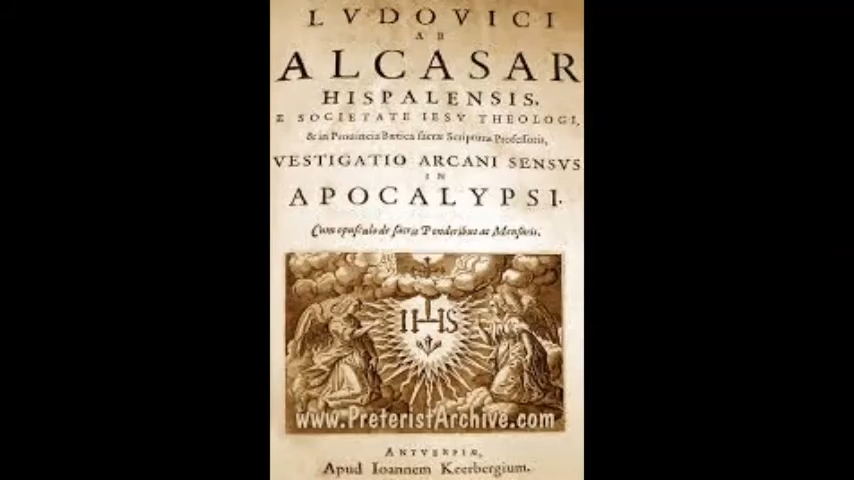 LVDOVICI
AB
ALCASAR
HISPALENSIS,
E SOCIETATE IESV THEOLOGI,
& in Prouincia Bætica sacræ Scripturæ Professoris,
VESTIGATIO ARCANI SENSVS
IN
APOCALYPSI.
Cum opusculo de sacris Ponderibus ac Mensuris.
IHS
www.PreteristArchive.com
ANTVERPIÆ,
Apud Ioannem Keerbergium.